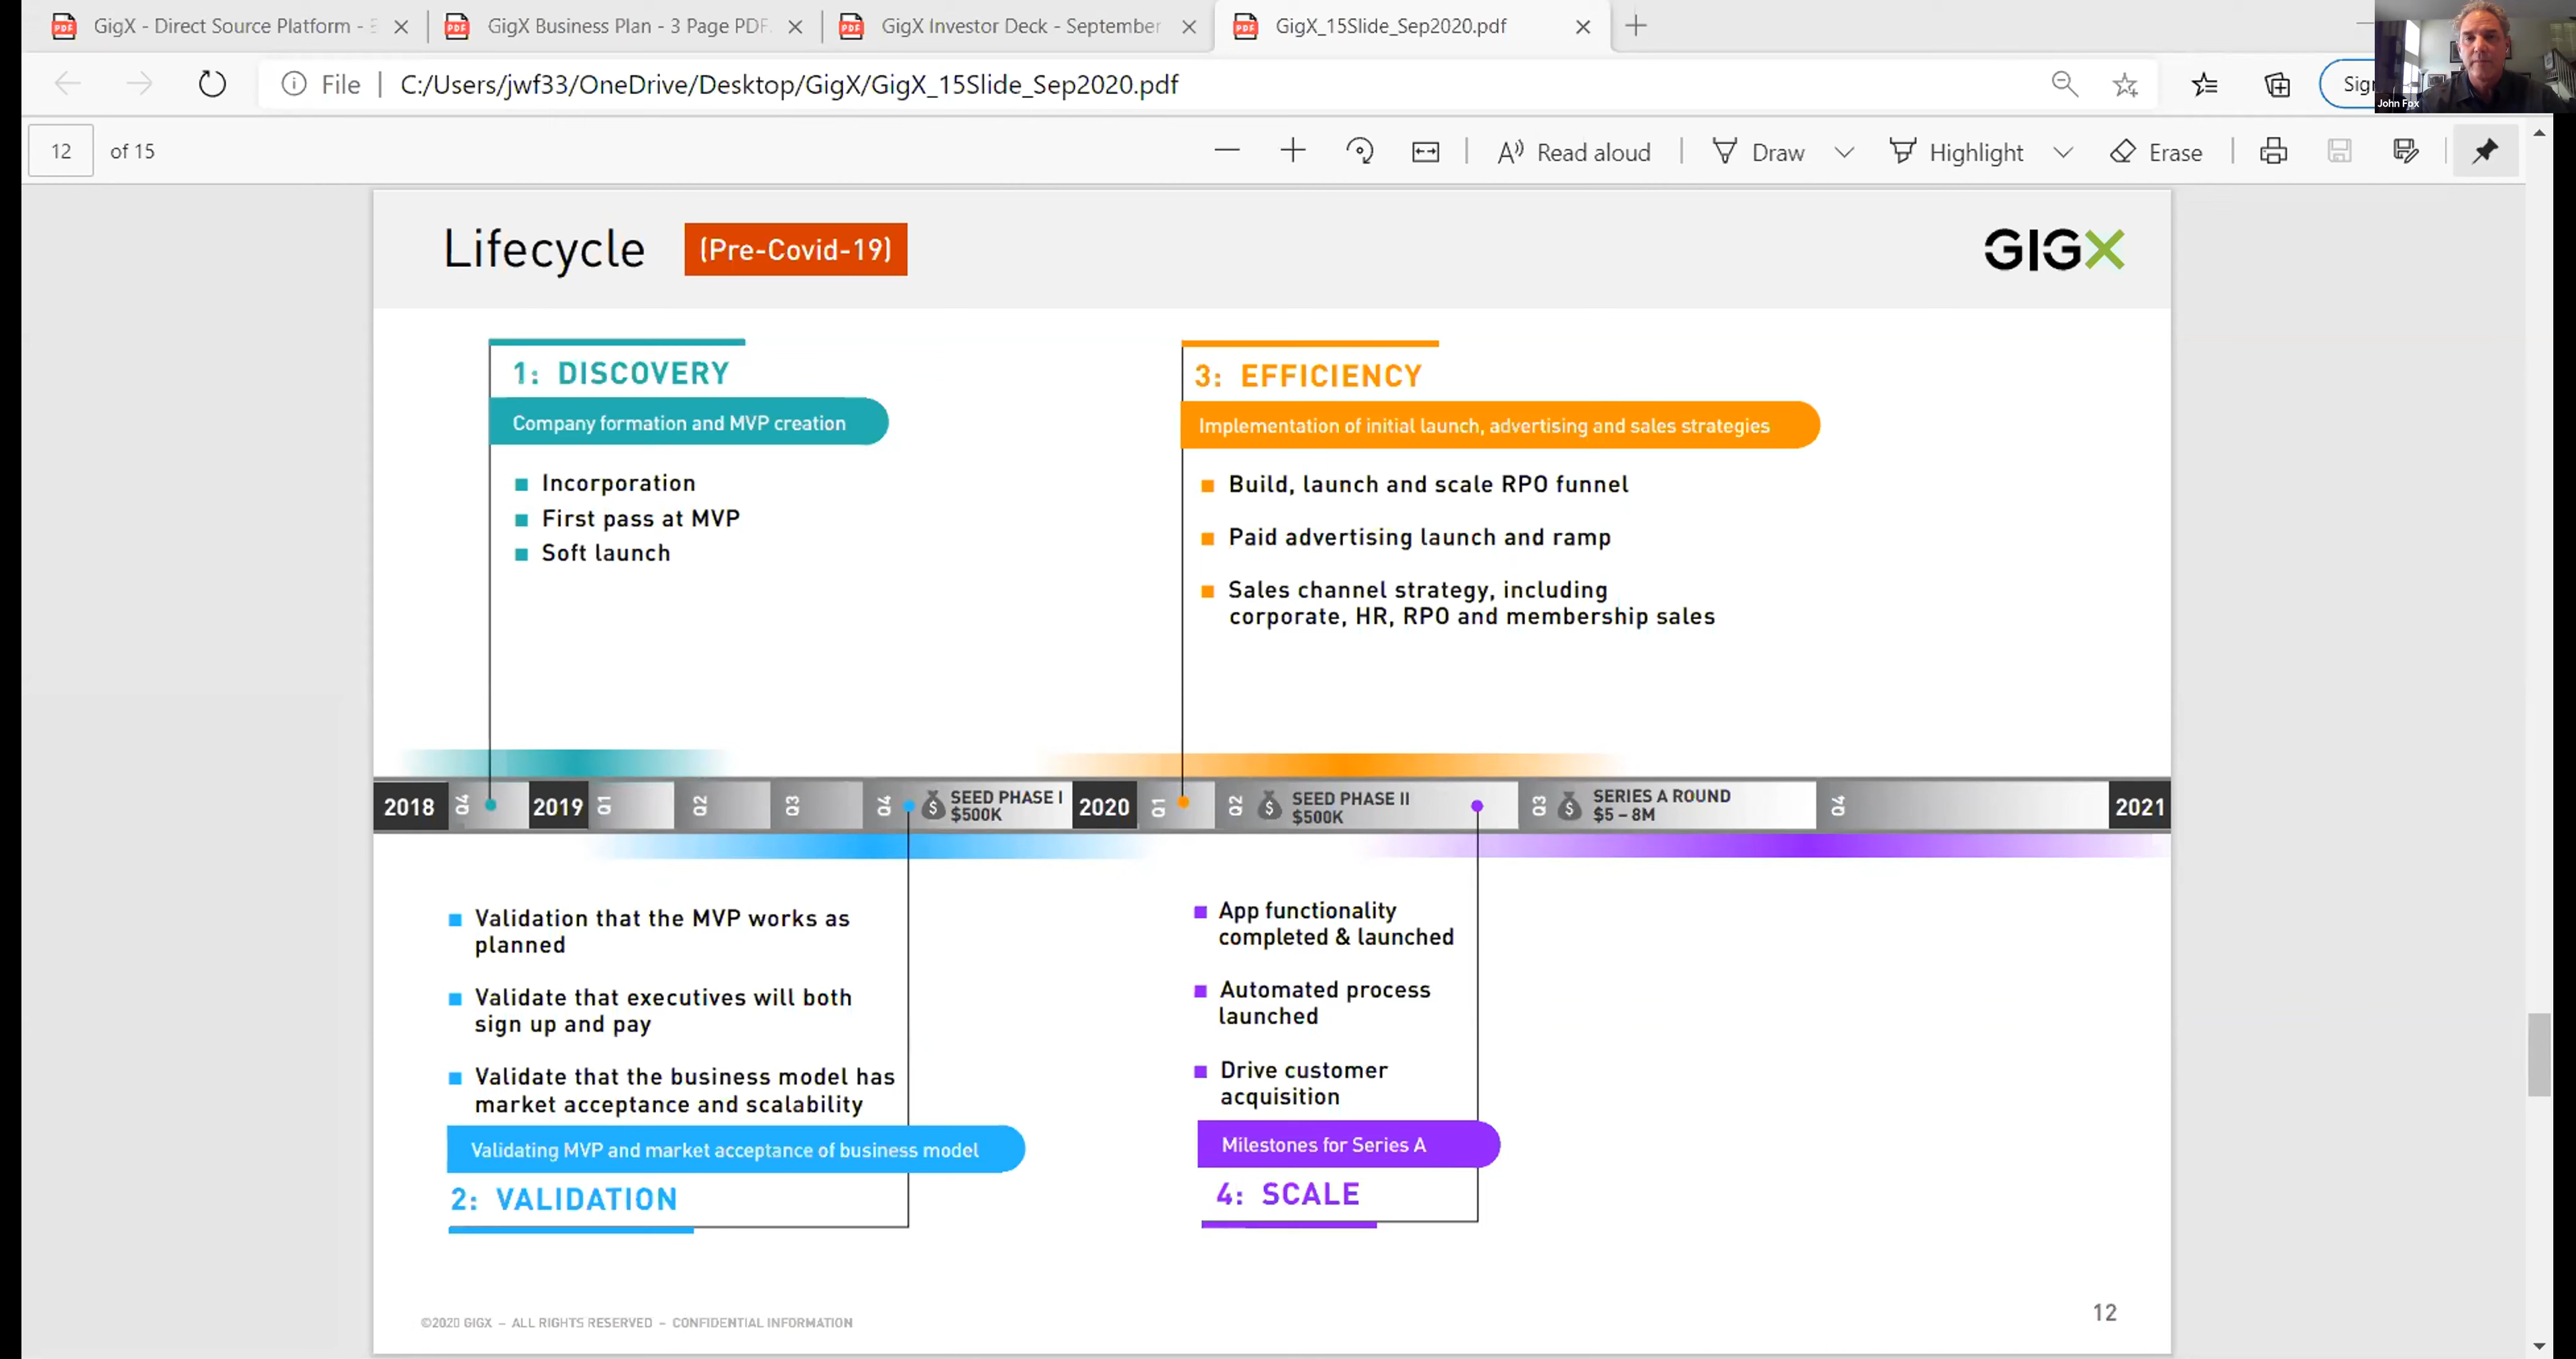 GigX - Direct Source Platform -
GigX Business Plan - 3 Page PDF
GigX Investor Deck - September
GigX_15Slide_Sep2020.pdf
File
C:/Users/jwf33/OneDrive/Desktop/GigX/GigX_15Slide_Sep2020.pdf
John Fox
12 of 15
Read aloud
Draw
Highlight
Erase
Lifecycle
(Pre-Covid-19)
GIGX
1: DISCOVERY
Company formation and MVP creation
Incorporation
First pass at MVP
Soft launch
3: EFFICIENCY
Implementation of initial launch, advertising and sales strategies
Build, launch and scale RPO funnel
Paid advertising launch and ramp
Sales channel strategy, including
corporate, HR, RPO and membership sales
2018
Q4
2019
Q1
Q2
Q3
Q4
$
SEED PHASE I
$500K
2020
Q1
Q2
$
SEED PHASE II
$500K
Q3
$
SERIES A ROUND
$5 – 8M
Q4
2021
Validation that the MVP works as
planned
Validate that executives will both
sign up and pay
Validate that the business model has
market acceptance and scalability
Validating MVP and market acceptance of business model
2: VALIDATION
App functionality
completed & launched
Automated process
launched
Drive customer
acquisition
Milestones for Series A
4: SCALE
©2020 GIGX – ALL RIGHTS RESERVED – CONFIDENTIAL INFORMATION
12